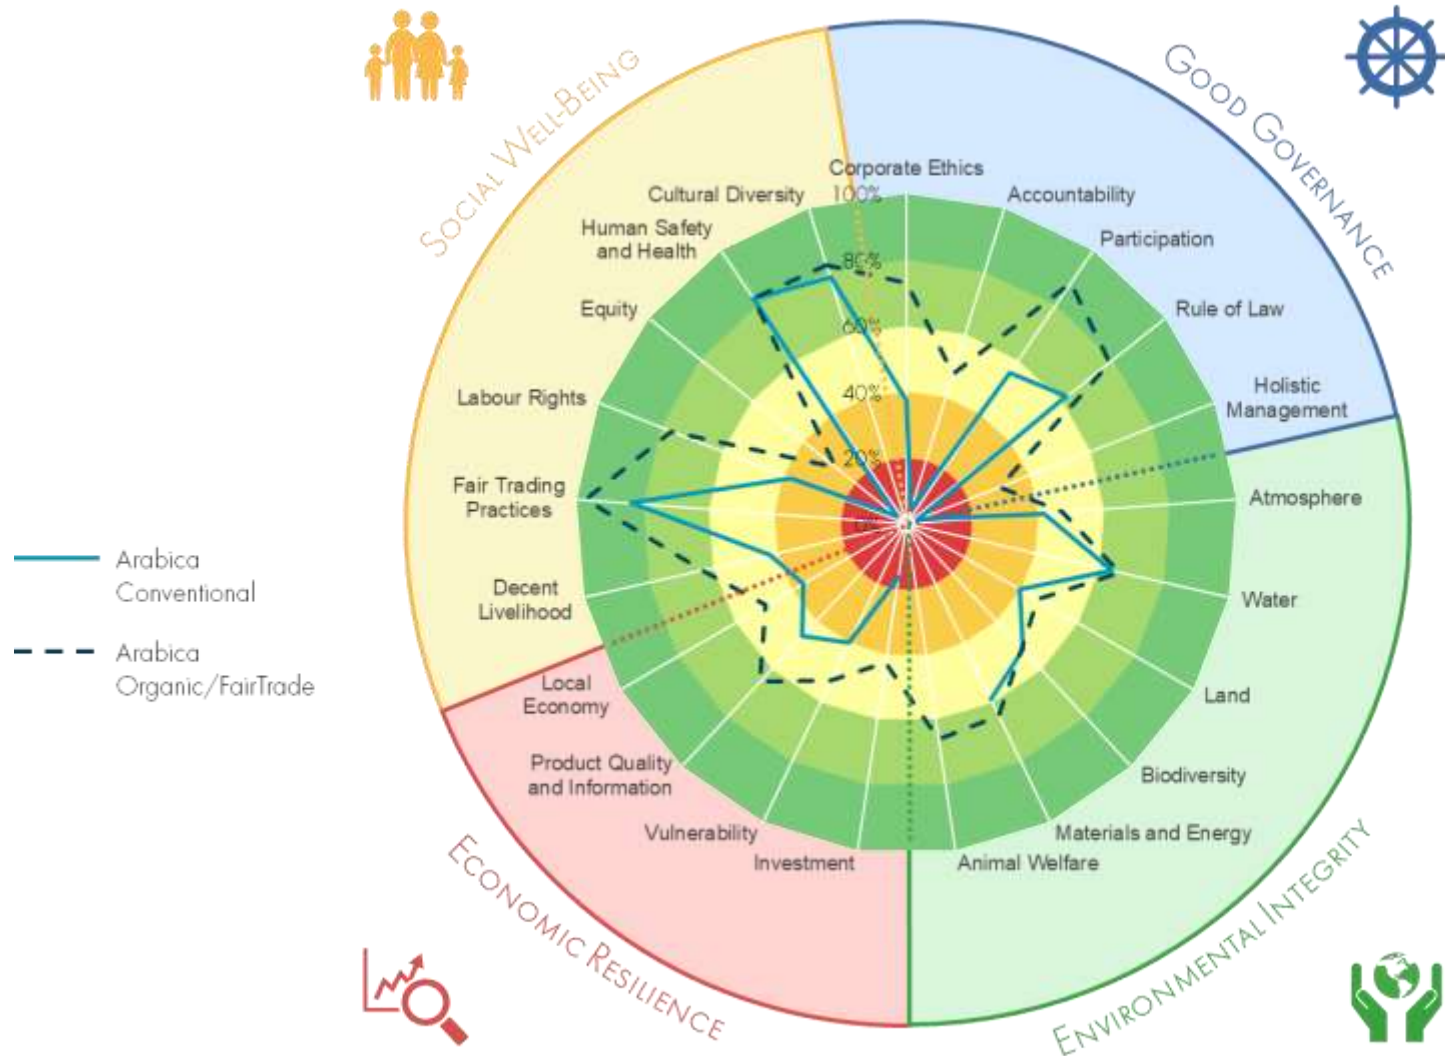 SOCIAL WELL-BEING
GOOD GOVERNANCE
Corporate Ethics
100%
80%
60%
40%
20%
0%
Accountability
Participation
Rule of Law
Holistic
Management
Atmosphere
Water
Land
Biodiversity
Materials and Energy
Animal Welfare
Investment
Vulnerability
Product Quality
and Information
Local
Economy
Decent
Livelihood
Fair Trading
Practices
Labour Rights
Equity
Human Safety
and Health
Cultural Diversity
Arabica
Conventional
Arabica
Organic/FairTrade
ECONOMIC RESILIENCE
ENVIRONMENTAL INTEGRITY